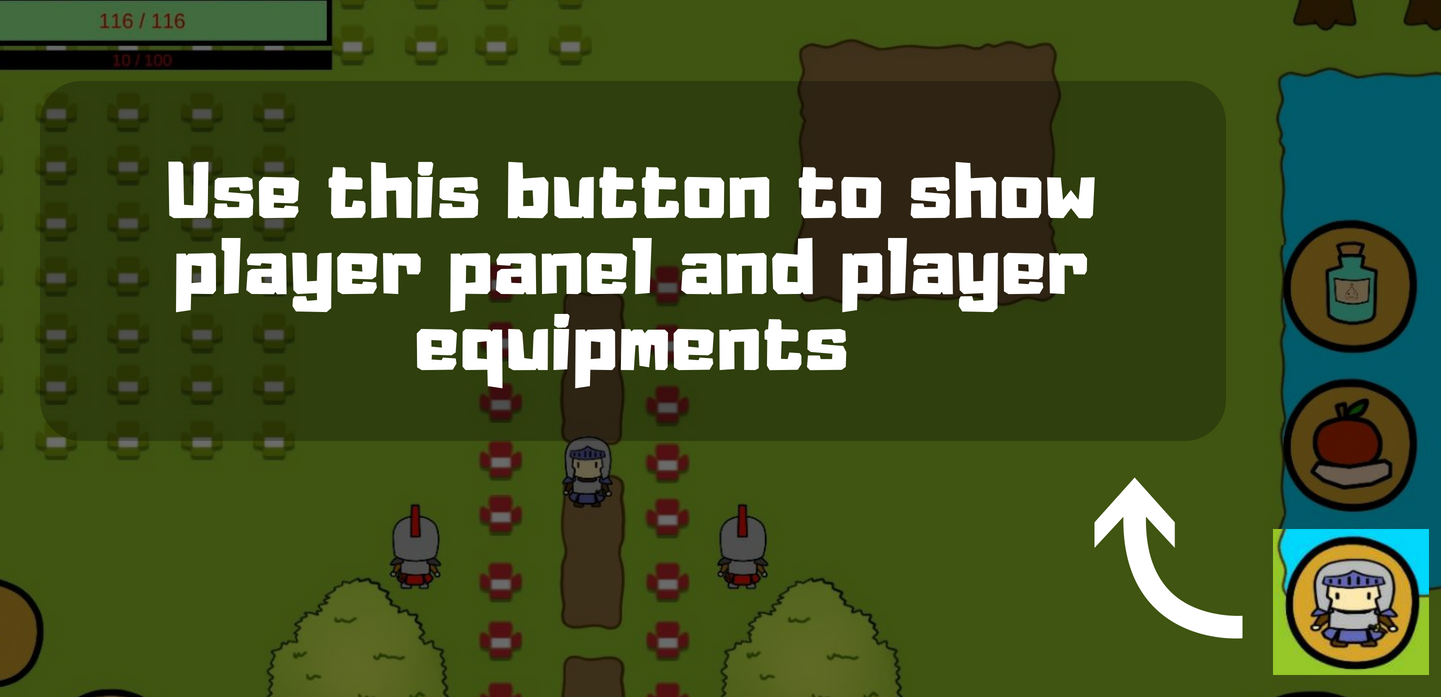 116 / 116
10 / 100
Use this button to show
player panel and player
equipments